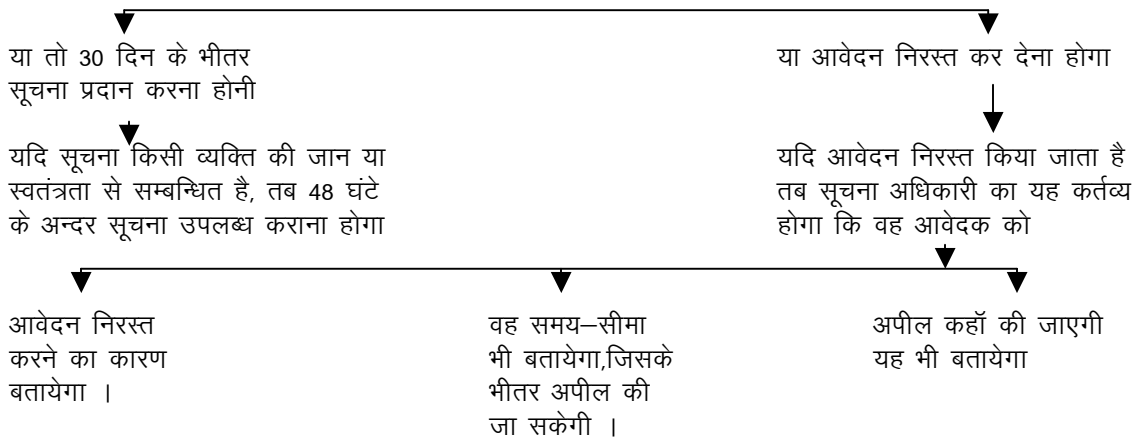 या तो 30 दिन के भीतर
सूचना प्रदान करना होनी
या आवेदन निरस्त कर देना होगा
यदि सूचना किसी व्यक्ति की जान या
स्वतंत्रता से सम्बन्धित है, तब 48 घंटे
के अन्दर सूचना उपलब्ध कराना होगा
यदि आवेदन निरस्त किया जाता है
तब सूचना अधिकारी का यह कर्तव्य
होगा कि वह आवेदक को
आवेदन निरस्त
करने का कारण
बतायेगा ।
वह समय–सीमा
भी बतायेगा,जिसके
भीतर अपील की
जा सकेगी ।
अपील कहॉ की जाएगी
यह भी बतायेगा